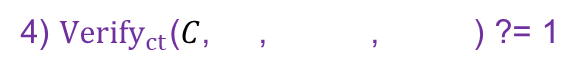 4) Verify_ct(C, , , ) ?= 1